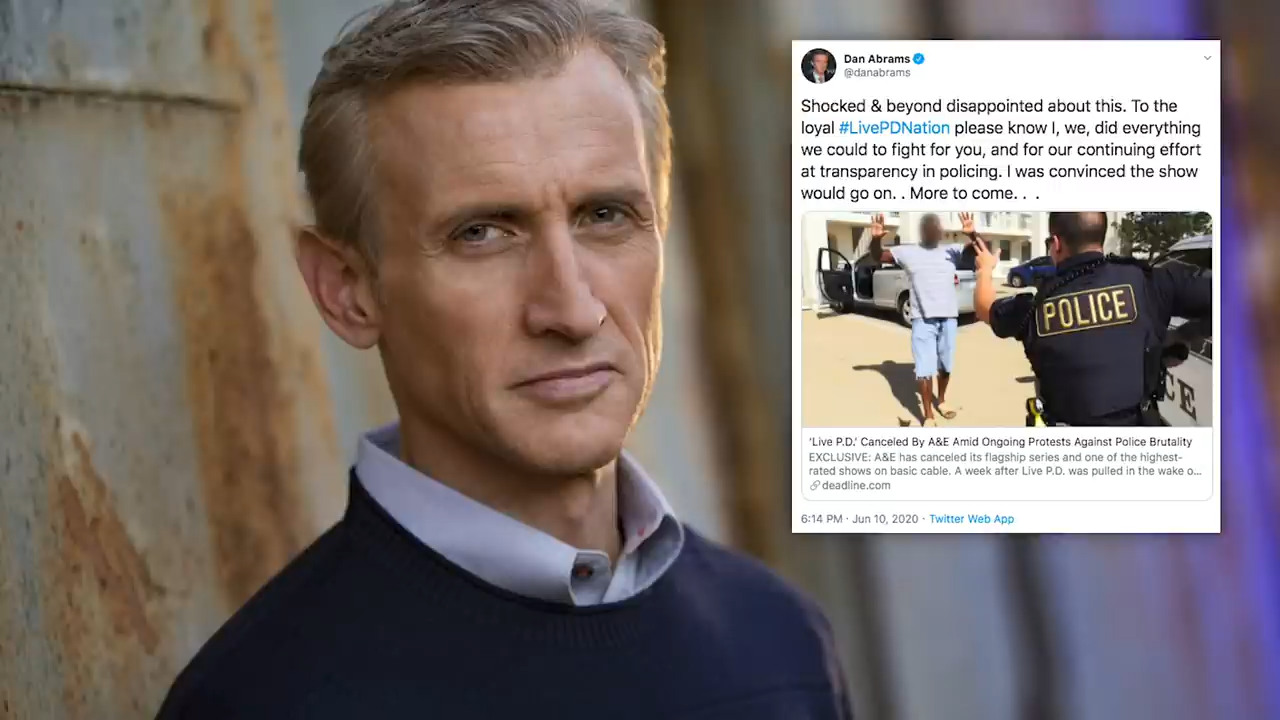 Dan Abrams
@danabrams
Shocked & beyond disappointed about this. To the
loyal #LivePDNation please know I, we, did everything
we could to fight for you, and for our continuing effort
at transparency in policing. I was convinced the show
would go on. . More to come. . .
POLICE
CE
'Live P.D.' Canceled By A&E Amid Ongoing Protests Against Police Brutality
EXCLUSIVE: A&E has canceled its flagship series and one of the highest-
rated shows on basic cable. A week after Live P.D. was pulled in the wake o...
deadline.com
6:14 PM · Jun 10, 2020 · Twitter Web App